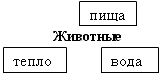 пища
Животные
тепло вода